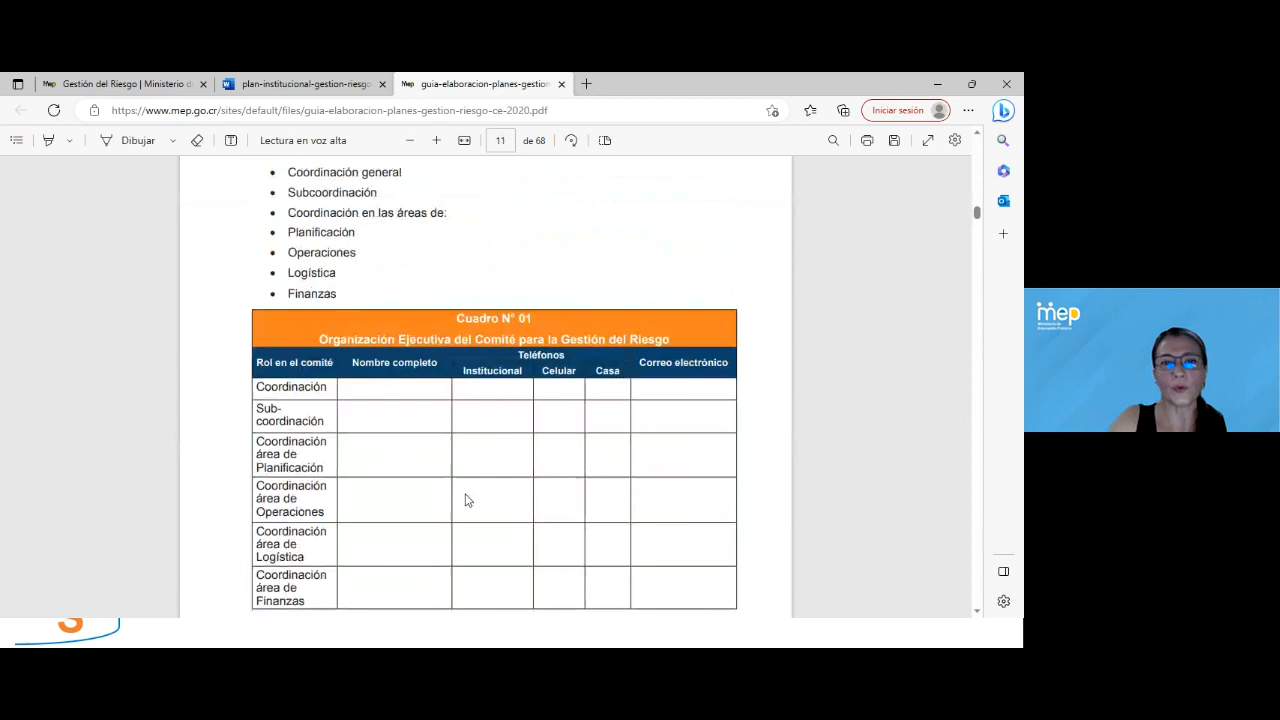 Gestión del Riesgo | Ministerio d
plan-institucional-gestion-riesgo
guia-elaboracion-planes-gestion
https://www.mep.go.cr/sites/default/files/guia-elaboracion-planes-gestion-riesgo-ce-2020.pdf
Iniciar sesión
Dibujar
Lectura en voz alta
11
de 68
• Coordinación general
• Subcoordinación
• Coordinación en las áreas de:
• Planificación
• Operaciones
• Logística
• Finanzas
Cuadro N° 01
Organización Ejecutiva del Comité para la Gestión del Riesgo
Rol en el comité
Nombre completo
Teléfonos
Institucional
Celular
Casa
Correo electrónico
Coordinación
Sub-
coordinación
Coordinación
área de
Planificación
Coordinación
área de
Operaciones
Coordinación
área de
Logística
Coordinación
área de
Finanzas
mep